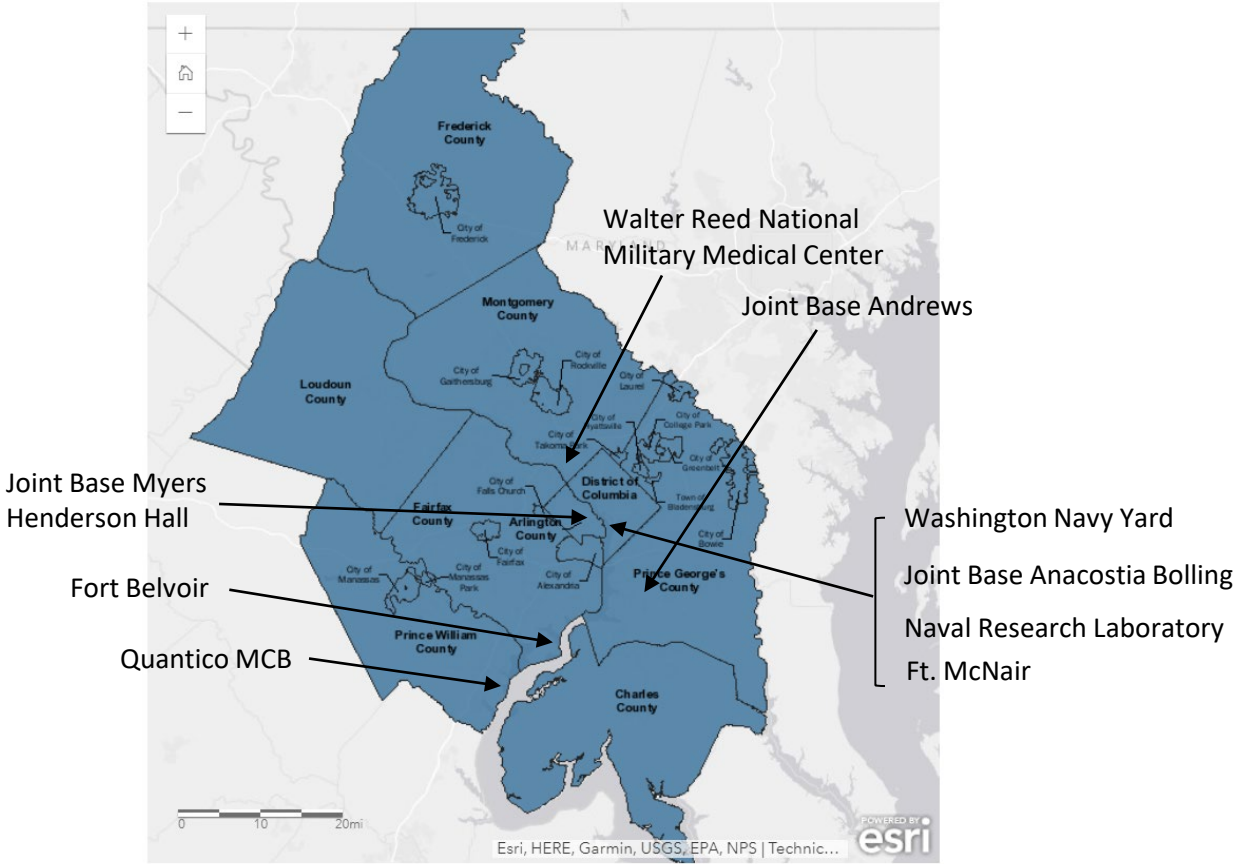 +
−
Frederick
County
City of
Frederick
Walter Reed National
Military Medical Center
MARYLAND
Joint Base Andrews
Montgomery
County
City of
Rockville
City of
Gaithersburg
City of
Laurel
Loudoun
County
City of
yattsville
City of
College Park
City of
Takoma Park
City of
Greenbelt
District of
Columbia
City of
Falls Church
Town of
Bladensburg
Joint Base Myers
Henderson Hall
Fairfax
County
Arlington
County
City of
Fairfax
City of
Bowie
Washington Navy Yard
Joint Base Anacostia Bolling
Naval Research Laboratory
Ft. McNair
City of
Manassas
City of
Manassas
Park
City of
Alexandria
Prince George's
County
Fort Belvoir
Prince William
County
Quantico MCB
Charles
County
0 10 20mi
Esri, HERE, Garmin, USGS, EPA, NPS | Technic...
POWERED BY
esri